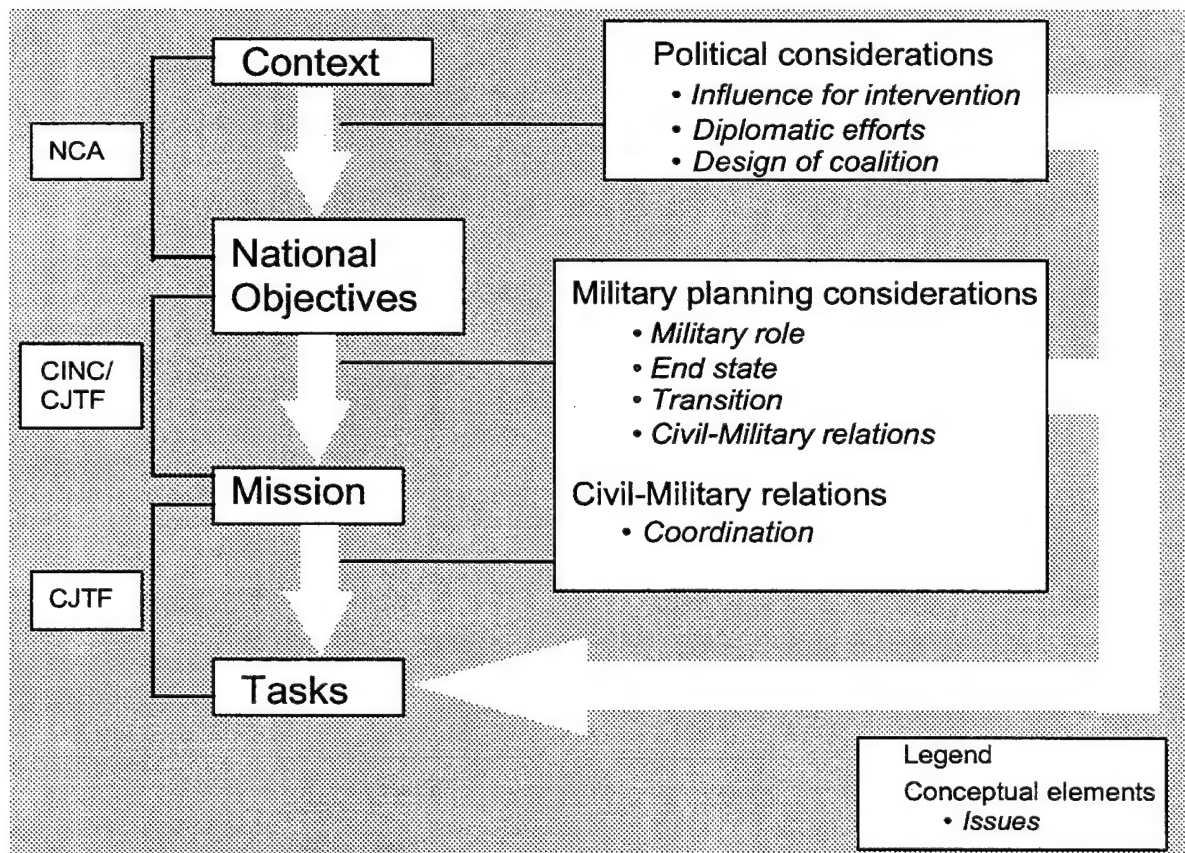 Context
NCA
National
Objectives
CINC/
CJTF
Mission
CJTF
Tasks
Political considerations
• Influence for intervention
• Diplomatic efforts
• Design of coalition
Military planning considerations
• Military role
• End state
• Transition
• Civil-Military relations
Civil-Military relations
• Coordination
Legend
Conceptual elements
• Issues